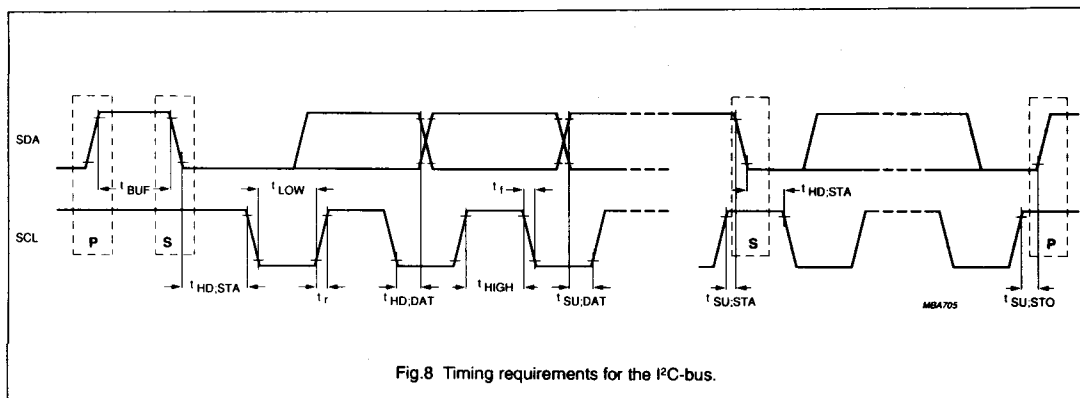 SDA
t BUF
t LOW
t f
t HD;STA
SCL
P
S
S
P
t HD;STA
t r
t HD;DAT
t HIGH
t SU;DAT
t SU;STA
MBA705
t SU;STO
Fig.8 Timing requirements for the I²C-bus.